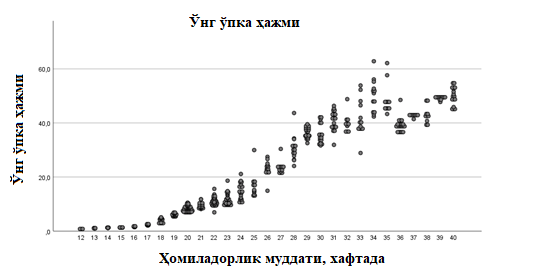 Ўнг ўпка ҳажми
Ўнг ўпка ҳажми
60,0
40,0
20,0
,0
12 13 14 15 16 17 18 19 20 21 22 23 24 25 26 27 28 29 30 31 32 33 34 35 36 37 38 39 40
Ҳомиладорлик муддати, хафтада